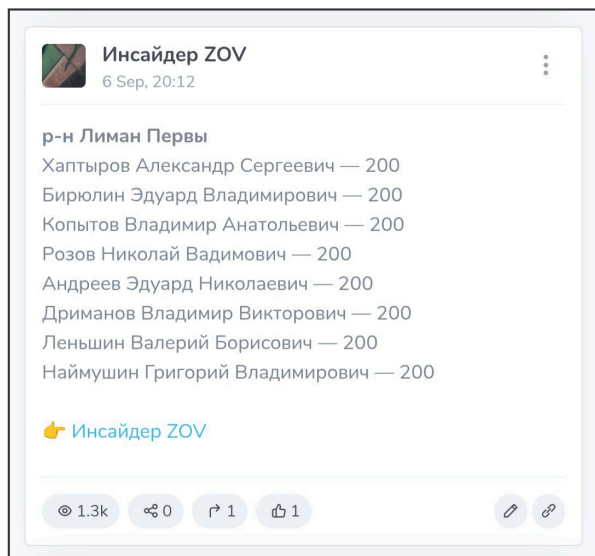 Инсайдер ZOV
6 Sep, 20:12
р-н Лиман Первы
Хаптыров Александр Сергеевич — 200
Бирюлин Эдуард Владимирович — 200
Копытов Владимир Анатольевич — 200
Розов Николай Вадимович — 200
Андреев Эдуард Николаевич — 200
Дриманов Владимир Викторович — 200
Леньшин Валерий Борисович — 200
Наймушин Григорий Владимирович — 200
👉 Инсайдер ZOV
1.3k 0 1 1